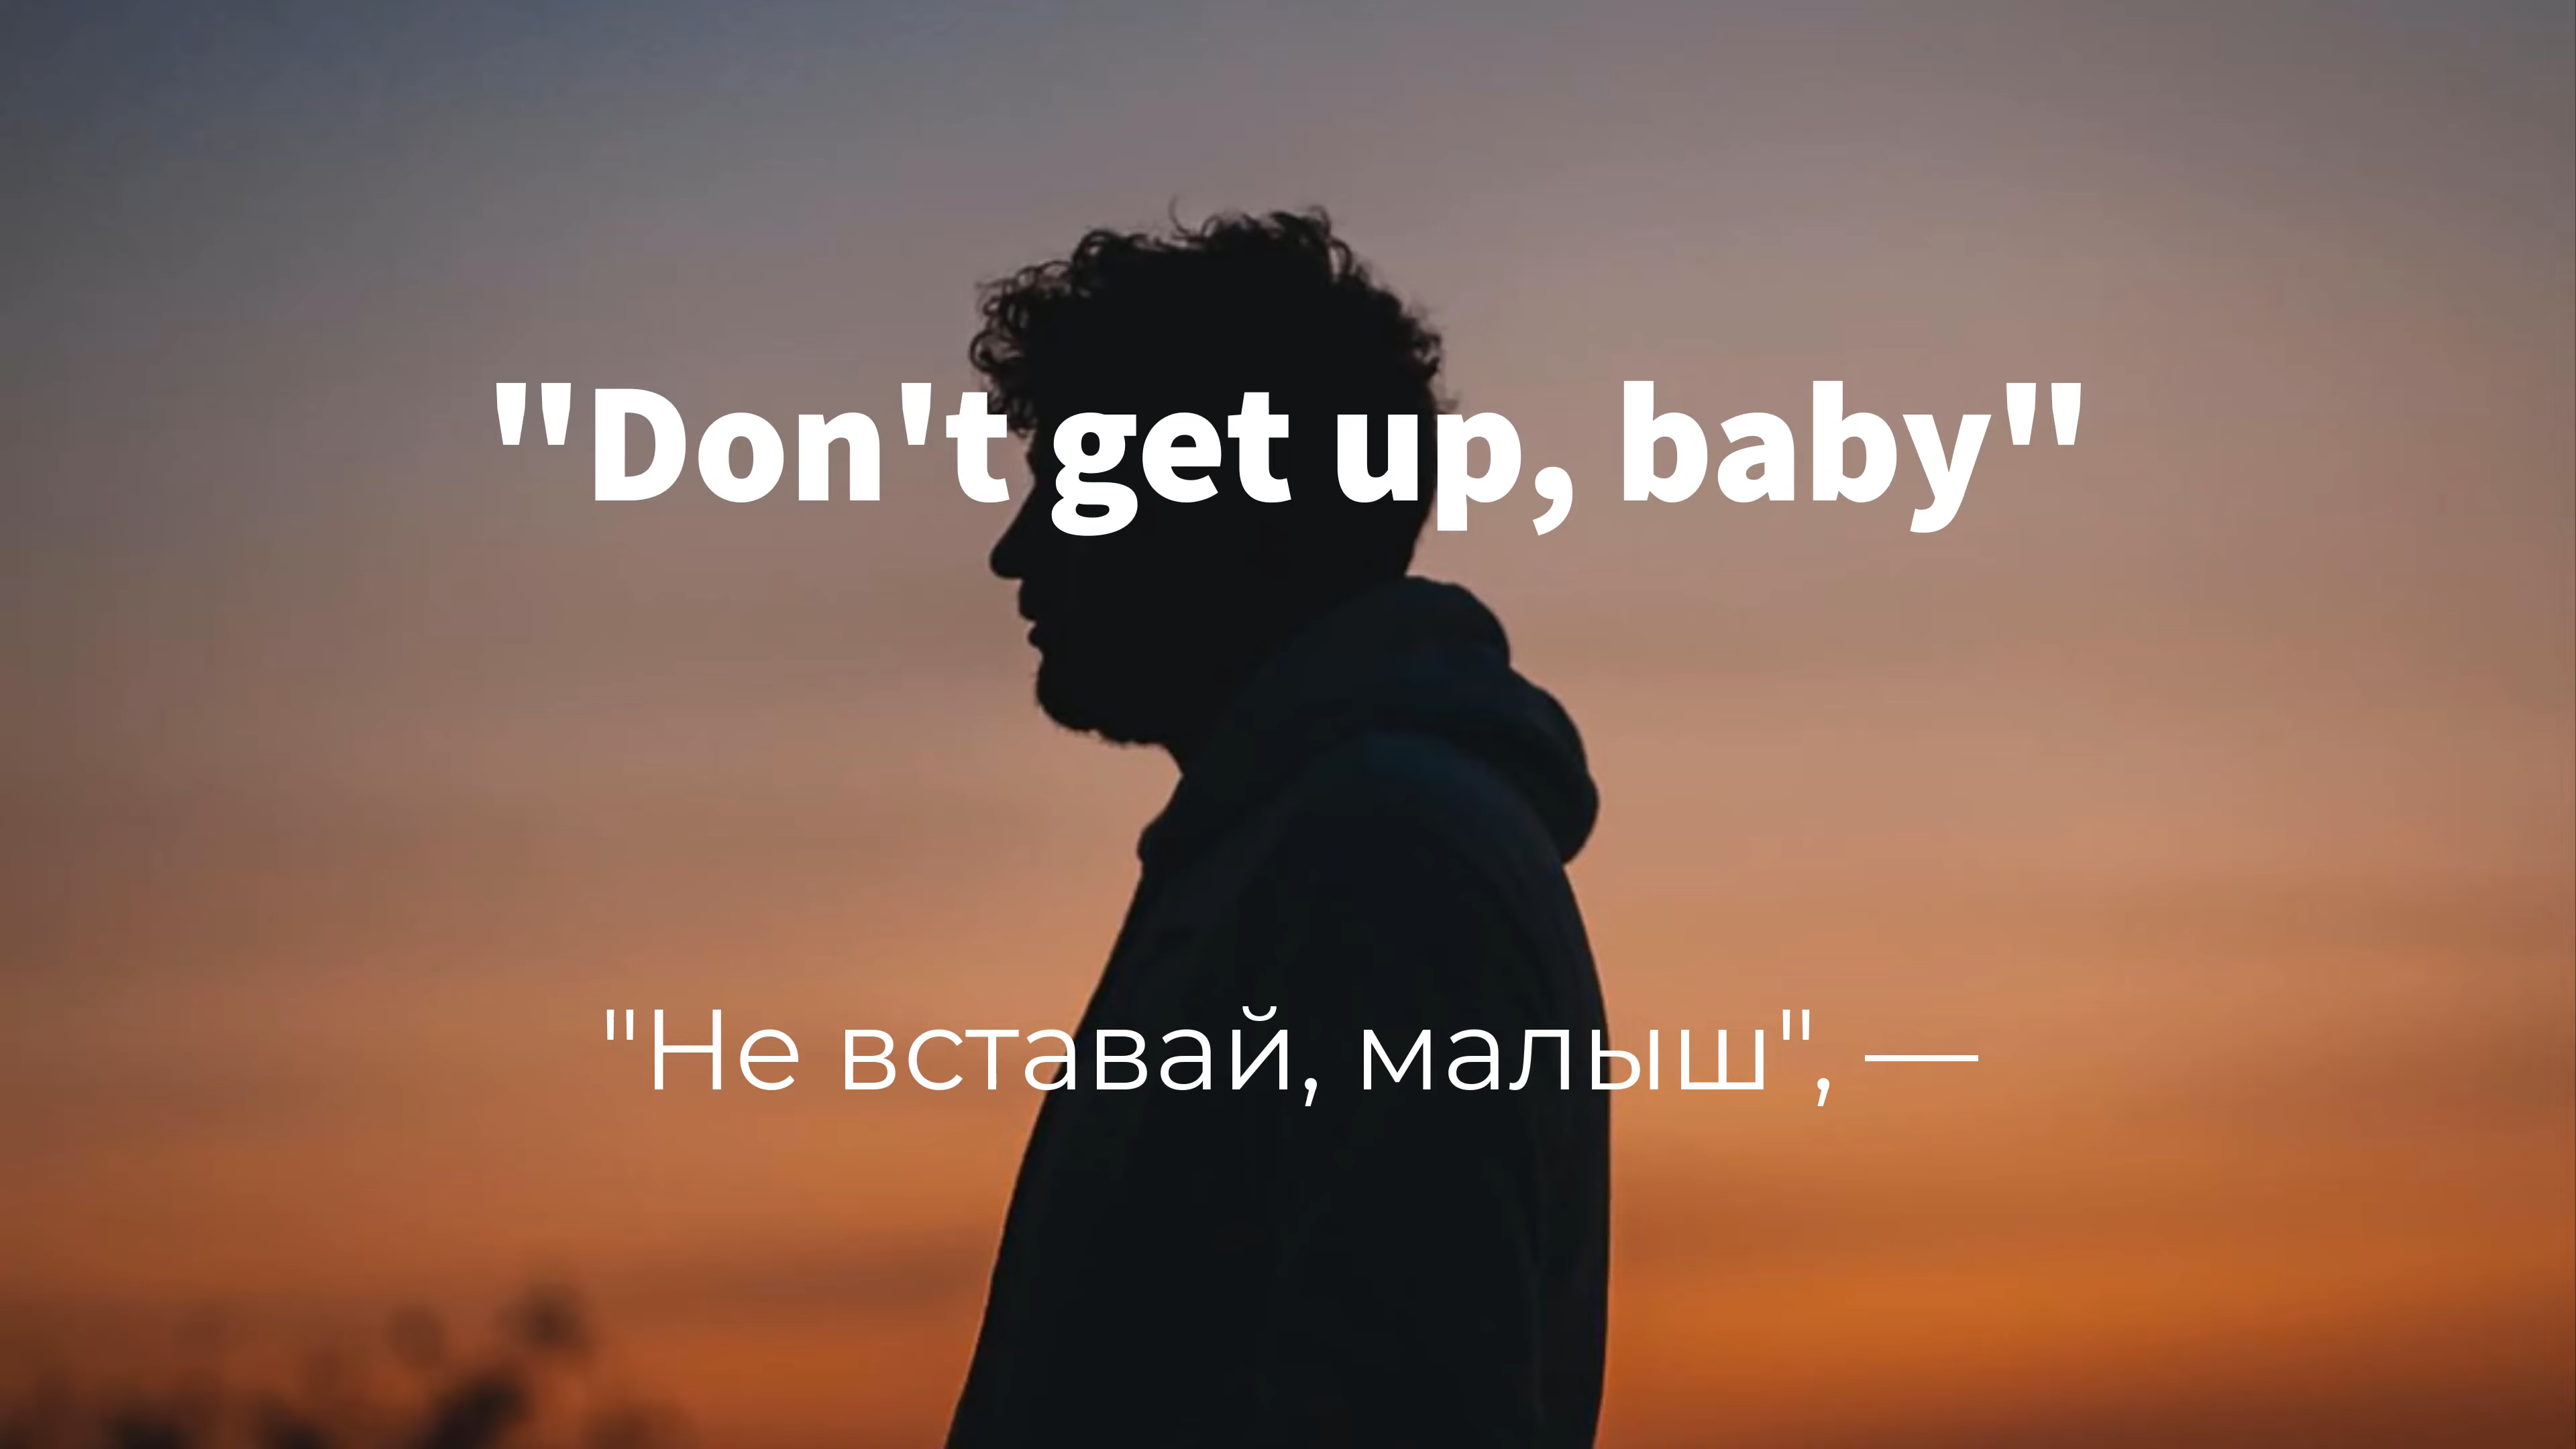 "Don't get up, baby"
"Не вставай, малыш", —